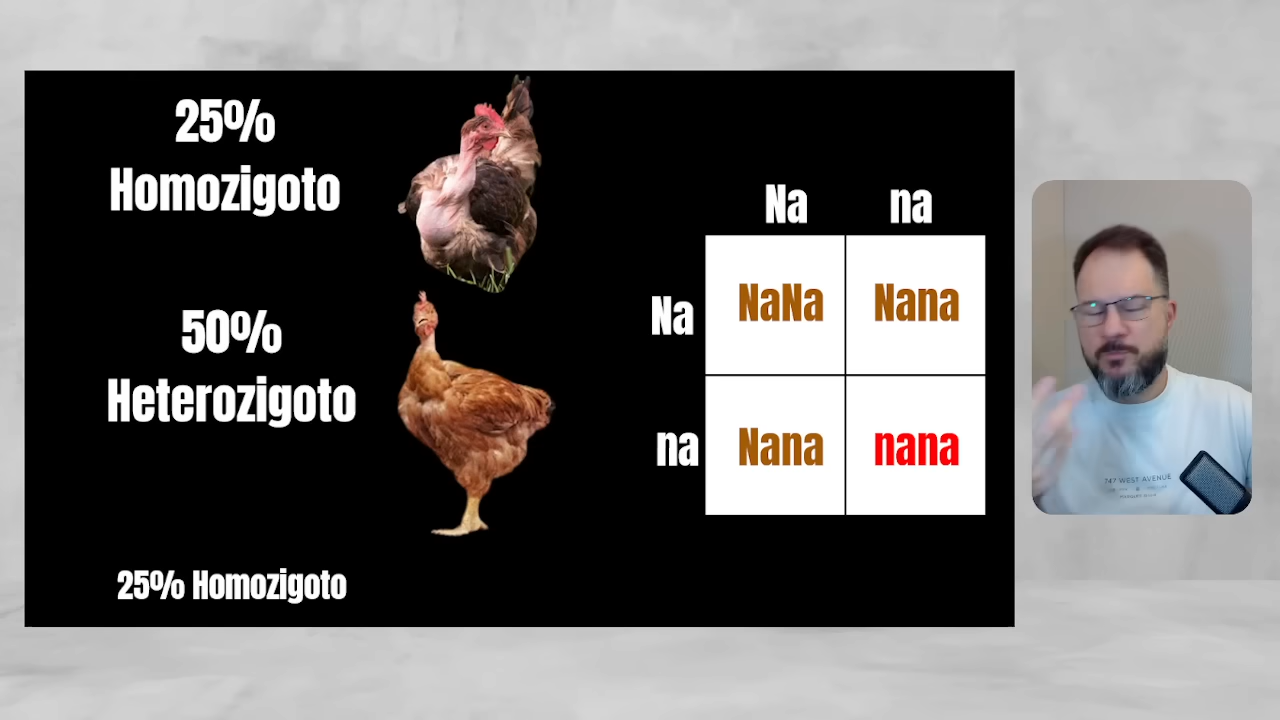 25%
Homozigoto
50%
Heterozigoto
25% Homozigoto
Na na
Na NaNa Nana
na Nana nana
747 WEST AVENUE